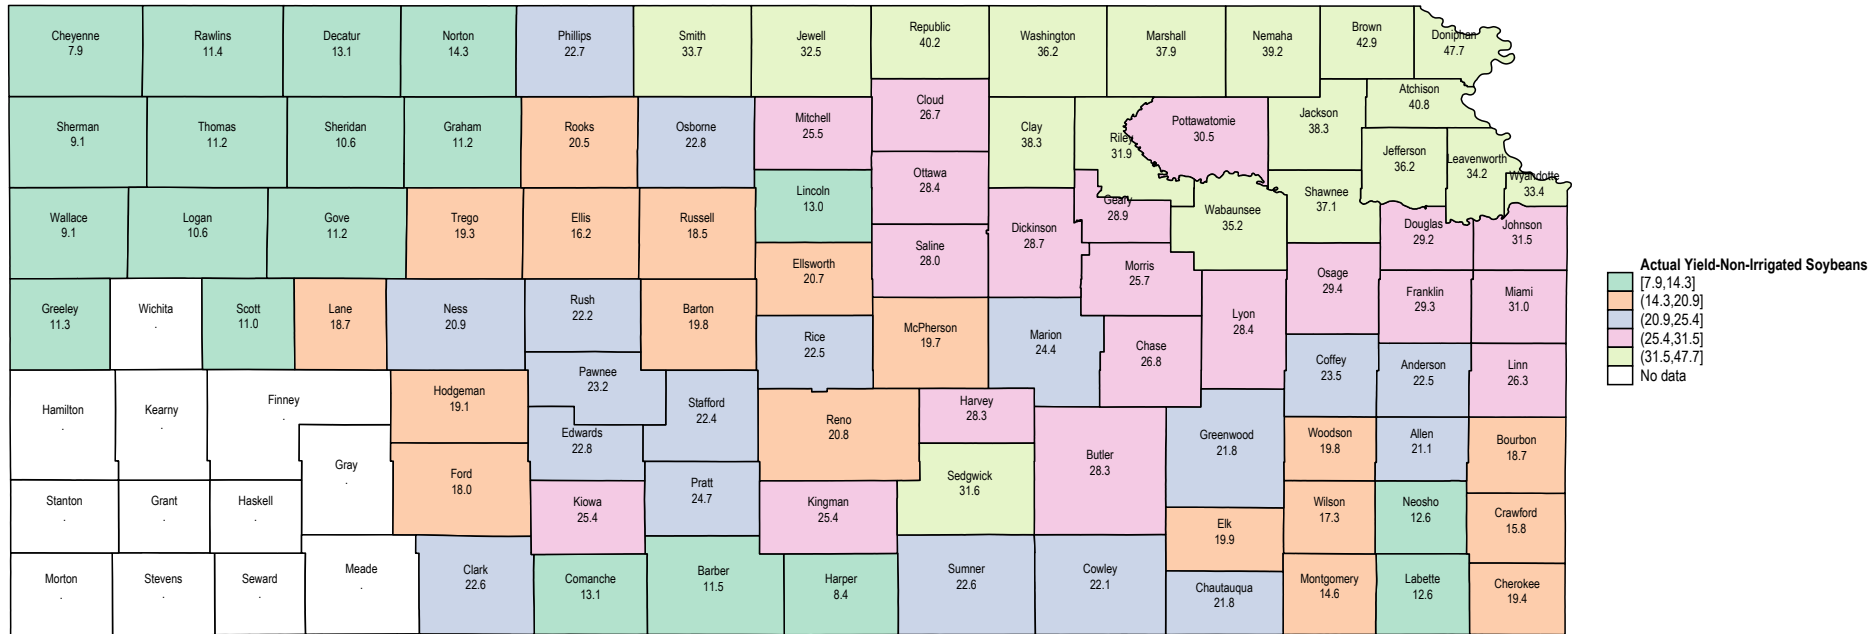 Cheyenne
7.9
Rawlins
11.4
Decatur
13.1
Norton
14.3
Phillips
22.7
Smith
33.7
Jewell
32.5
Republic
40.2
Washington
36.2
Marshall
37.9
Nemaha
39.2
Brown
42.9
Doniphan
47.7
Sherman
9.1
Thomas
11.2
Sheridan
10.6
Graham
11.2
Rooks
20.5
Osborne
22.8
Mitchell
25.5
Cloud
26.7
Clay
38.3
Riley
31.9
Pottawatomie
30.5
Jackson
38.3
Atchison
40.8
Jefferson
36.2
Leavenworth
34.2
Wyandotte
33.4
Wallace
9.1
Logan
10.6
Gove
11.2
Trego
19.3
Ellis
16.2
Russell
18.5
Lincoln
13.0
Ottawa
28.4
Saline
28.0
Dickinson
28.7
Geary
28.9
Wabaunsee
35.2
Shawnee
37.1
Douglas
29.2
Johnson
31.5
Ellsworth
20.7
Morris
25.7
Osage
29.4
Franklin
29.3
Miami
31.0
Greeley
11.3
Wichita
.
Scott
11.0
Lane
18.7
Ness
20.9
Rush
22.2
Barton
19.8
Rice
22.5
McPherson
19.7
Marion
24.4
Chase
26.8
Lyon
28.4
Coffey
23.5
Anderson
22.5
Linn
26.3
Hamilton
.
Kearny
.
Finney
.
Hodgeman
19.1
Pawnee
23.2
Stafford
22.4
Edwards
22.8
Reno
20.8
Harvey
28.3
Butler
28.3
Greenwood
21.8
Woodson
19.8
Allen
21.1
Bourbon
18.7
Gray
.
Ford
18.0
Pratt
24.7
Sedgwick
31.6
Stanton
.
Grant
.
Haskell
.
Kiowa
25.4
Kingman
25.4
Elk
19.9
Wilson
17.3
Neosho
12.6
Crawford
15.8
Morton
.
Stevens
.
Seward
.
Meade
.
Clark
22.6
Comanche
13.1
Barber
11.5
Harper
8.4
Sumner
22.6
Cowley
22.1
Chautauqua
21.8
Montgomery
14.6
Labette
12.6
Cherokee
19.4
Actual Yield-Non-Irrigated Soybeans
[7.9,14.3]
(14.3,20.9]
(20.9,25.4]
(25.4,31.5]
(31.5,47.7]
No data